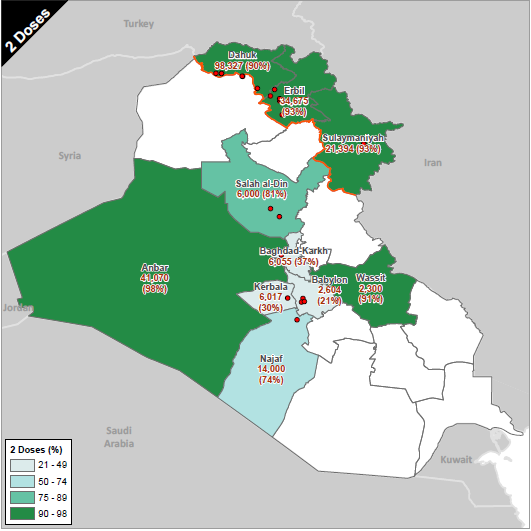 2 Doses
Turkey
Dahuk
98,327 (90%)
Erbil
34,675
(93%)
Sulaymaniyah
21,394 (93%)
Syria
Iran
Salah al-Din
6,000 (81%)
Baghdad-Karkh
6,055 (37%)
Anbar
41,070
(98%)
Kerbala
6,017
(30%)
Babylon
2,604
(21%)
Wassit
2,300
(91%)
Jordan
Najaf
14,000
(74%)
Saudi
Arabia
Kuwait
2 Doses (%)
21 - 49
50 - 74
75 - 89
90 - 98